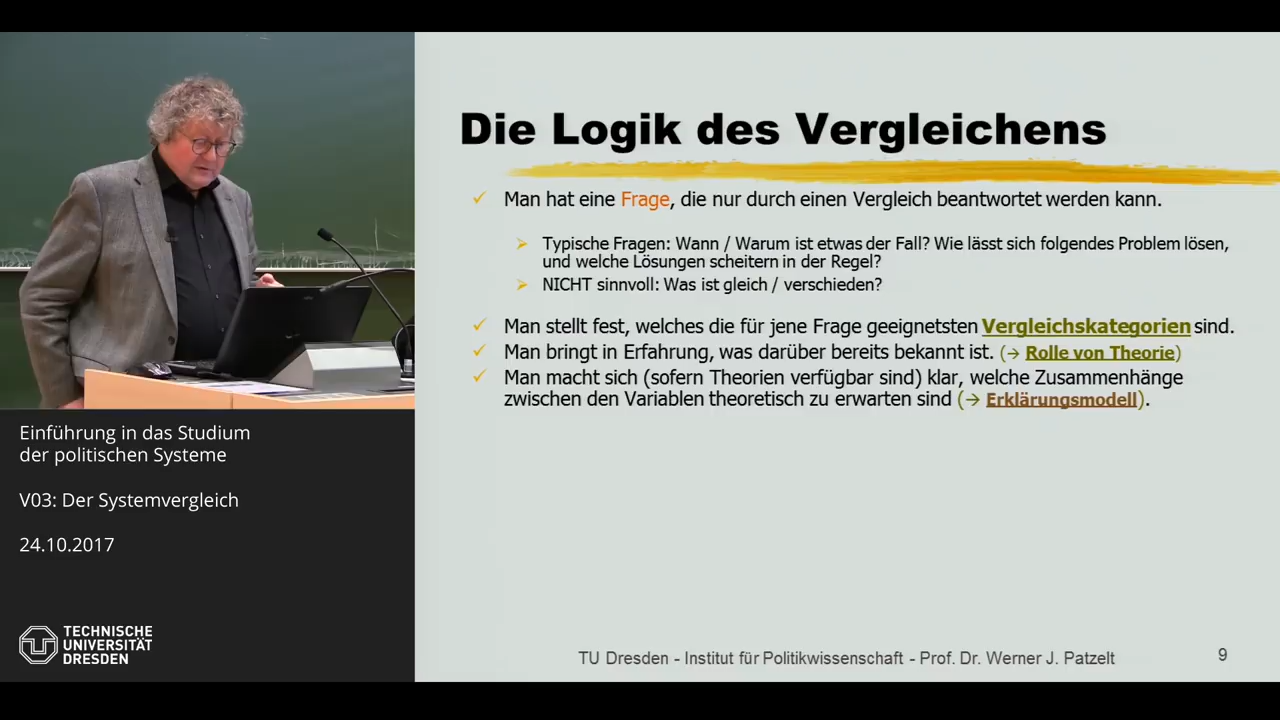 Die Logik des Vergleichens
Man hat eine Frage, die nur durch einen Vergleich beantwortet werden kann.
Typische Fragen: Wann / Warum ist etwas der Fall? Wie lässt sich folgendes Problem lösen,
und welche Lösungen scheitern in der Regel?
NICHT sinnvoll: Was ist gleich / verschieden?
Man stellt fest, welches die für jene Frage geeignetsten Vergleichskategorien sind.
Man bringt in Erfahrung, was darüber bereits bekannt ist. (→ Rolle von Theorie)
Man macht sich (sofern Theorien verfügbar sind) klar, welche Zusammenhänge
zwischen den Variablen theoretisch zu erwarten sind (→ Erklärungsmodell).
TU Dresden - Institut für Politikwissenschaft - Prof. Dr. Werner J. Patzelt
9
Einführung in das Studium
der politischen Systeme
V03: Der Systemvergleich
24.10.2017
TECHNISCHE
UNIVERSITÄT
DRESDEN